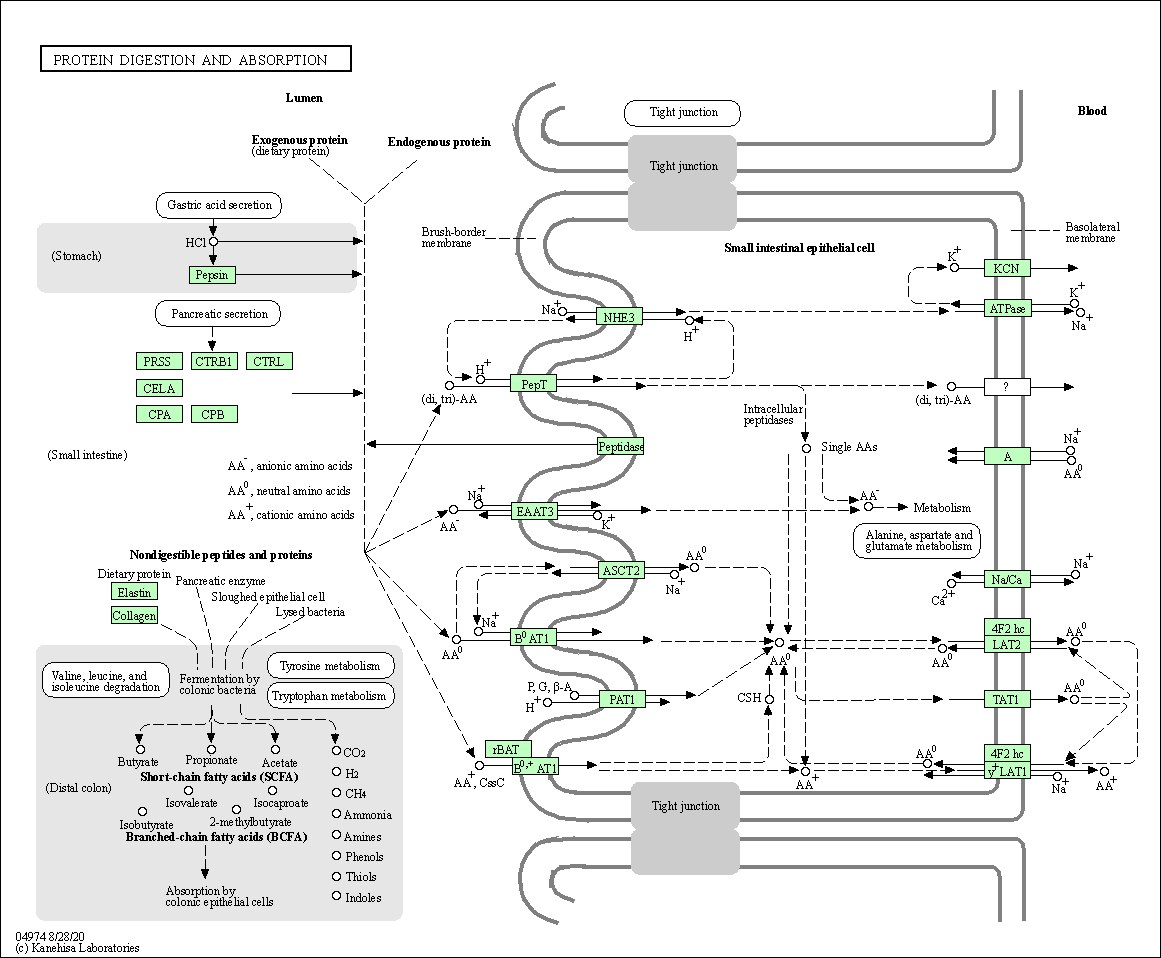 PROTEIN DIGESTION AND ABSORPTION
Lumen
Blood
Tight junction
Tight junction
Exogenous protein
(dietary protein)
Endogenous protein
Gastric acid secretion
HCl
(Stomach)
Pepsin
Brush-border
membrane
Small intestinal epithelial cell
Basolateral
membrane
K+
KCN
Pancreatic secretion
Na+
NHE3
H+
ATPase
K+
Na+
PRSS
CTRB1
CTRL
CELA
CPA
CPB
H+
PepT
(di, tri)-AA
(di, tri)-AA
?
Intracellular
peptidases
Peptidase
Single AAs
Na+
A
AA0
(Small intestine)
AA-, anionic amino acids
AA0, neutral amino acids
AA+, cationic amino acids
Na+
AA-
EAAT3
K+
AA-
Metabolism
Alanine, aspartate and
glutamate metabolism
Nondigestible peptides and proteins
Dietary protein
Pancreatic enzyme
Elastin
Sloughed epithelial cell
Collagen
Lysed bacteria
ASCT2
AA0
Na+
Na/Ca
Na+
Ca2+
Na+
AA0
B0 AT1
AA0
AA0
4F2 hc
LAT2
AA0
Valine, leucine, and
isoleucine degradation
Fermentation by
colonic bacteria
Tyrosine metabolism
Tryptophan metabolism
P, G, β-A
H+
PAT1
CSH
TAT1
AA0
Butyrate
Propionate
Acetate
CO2
Short-chain fatty acids (SCFA)
H2
rBAT
B0,+ AT1
AA+, CssC
AA+
AA0
4F2 hc
y+LAT1
Na+
AA+
(Distal colon)
Isovalerate
Isocaproate
CH4
Isobutyrate
2-methylbutyrate
Ammonia
Branched-chain fatty acids (BCFA)
Amines
Phenols
Thiols
Indoles
Absorption by
colonic epithelial cells
Tight junction
04974 8/28/20
(c) Kanehisa Laboratories